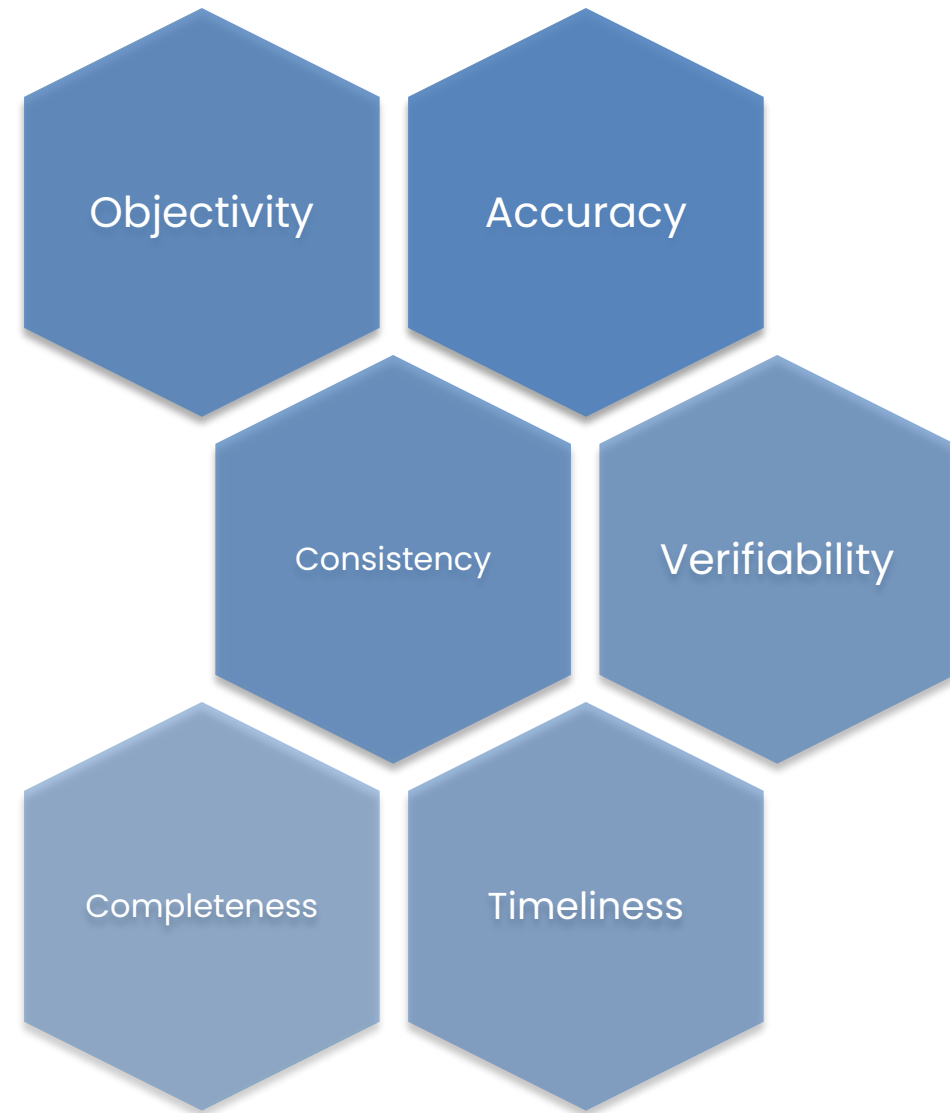 Objectivity
Accuracy
Consistency
Verifiability
Completeness
Timeliness